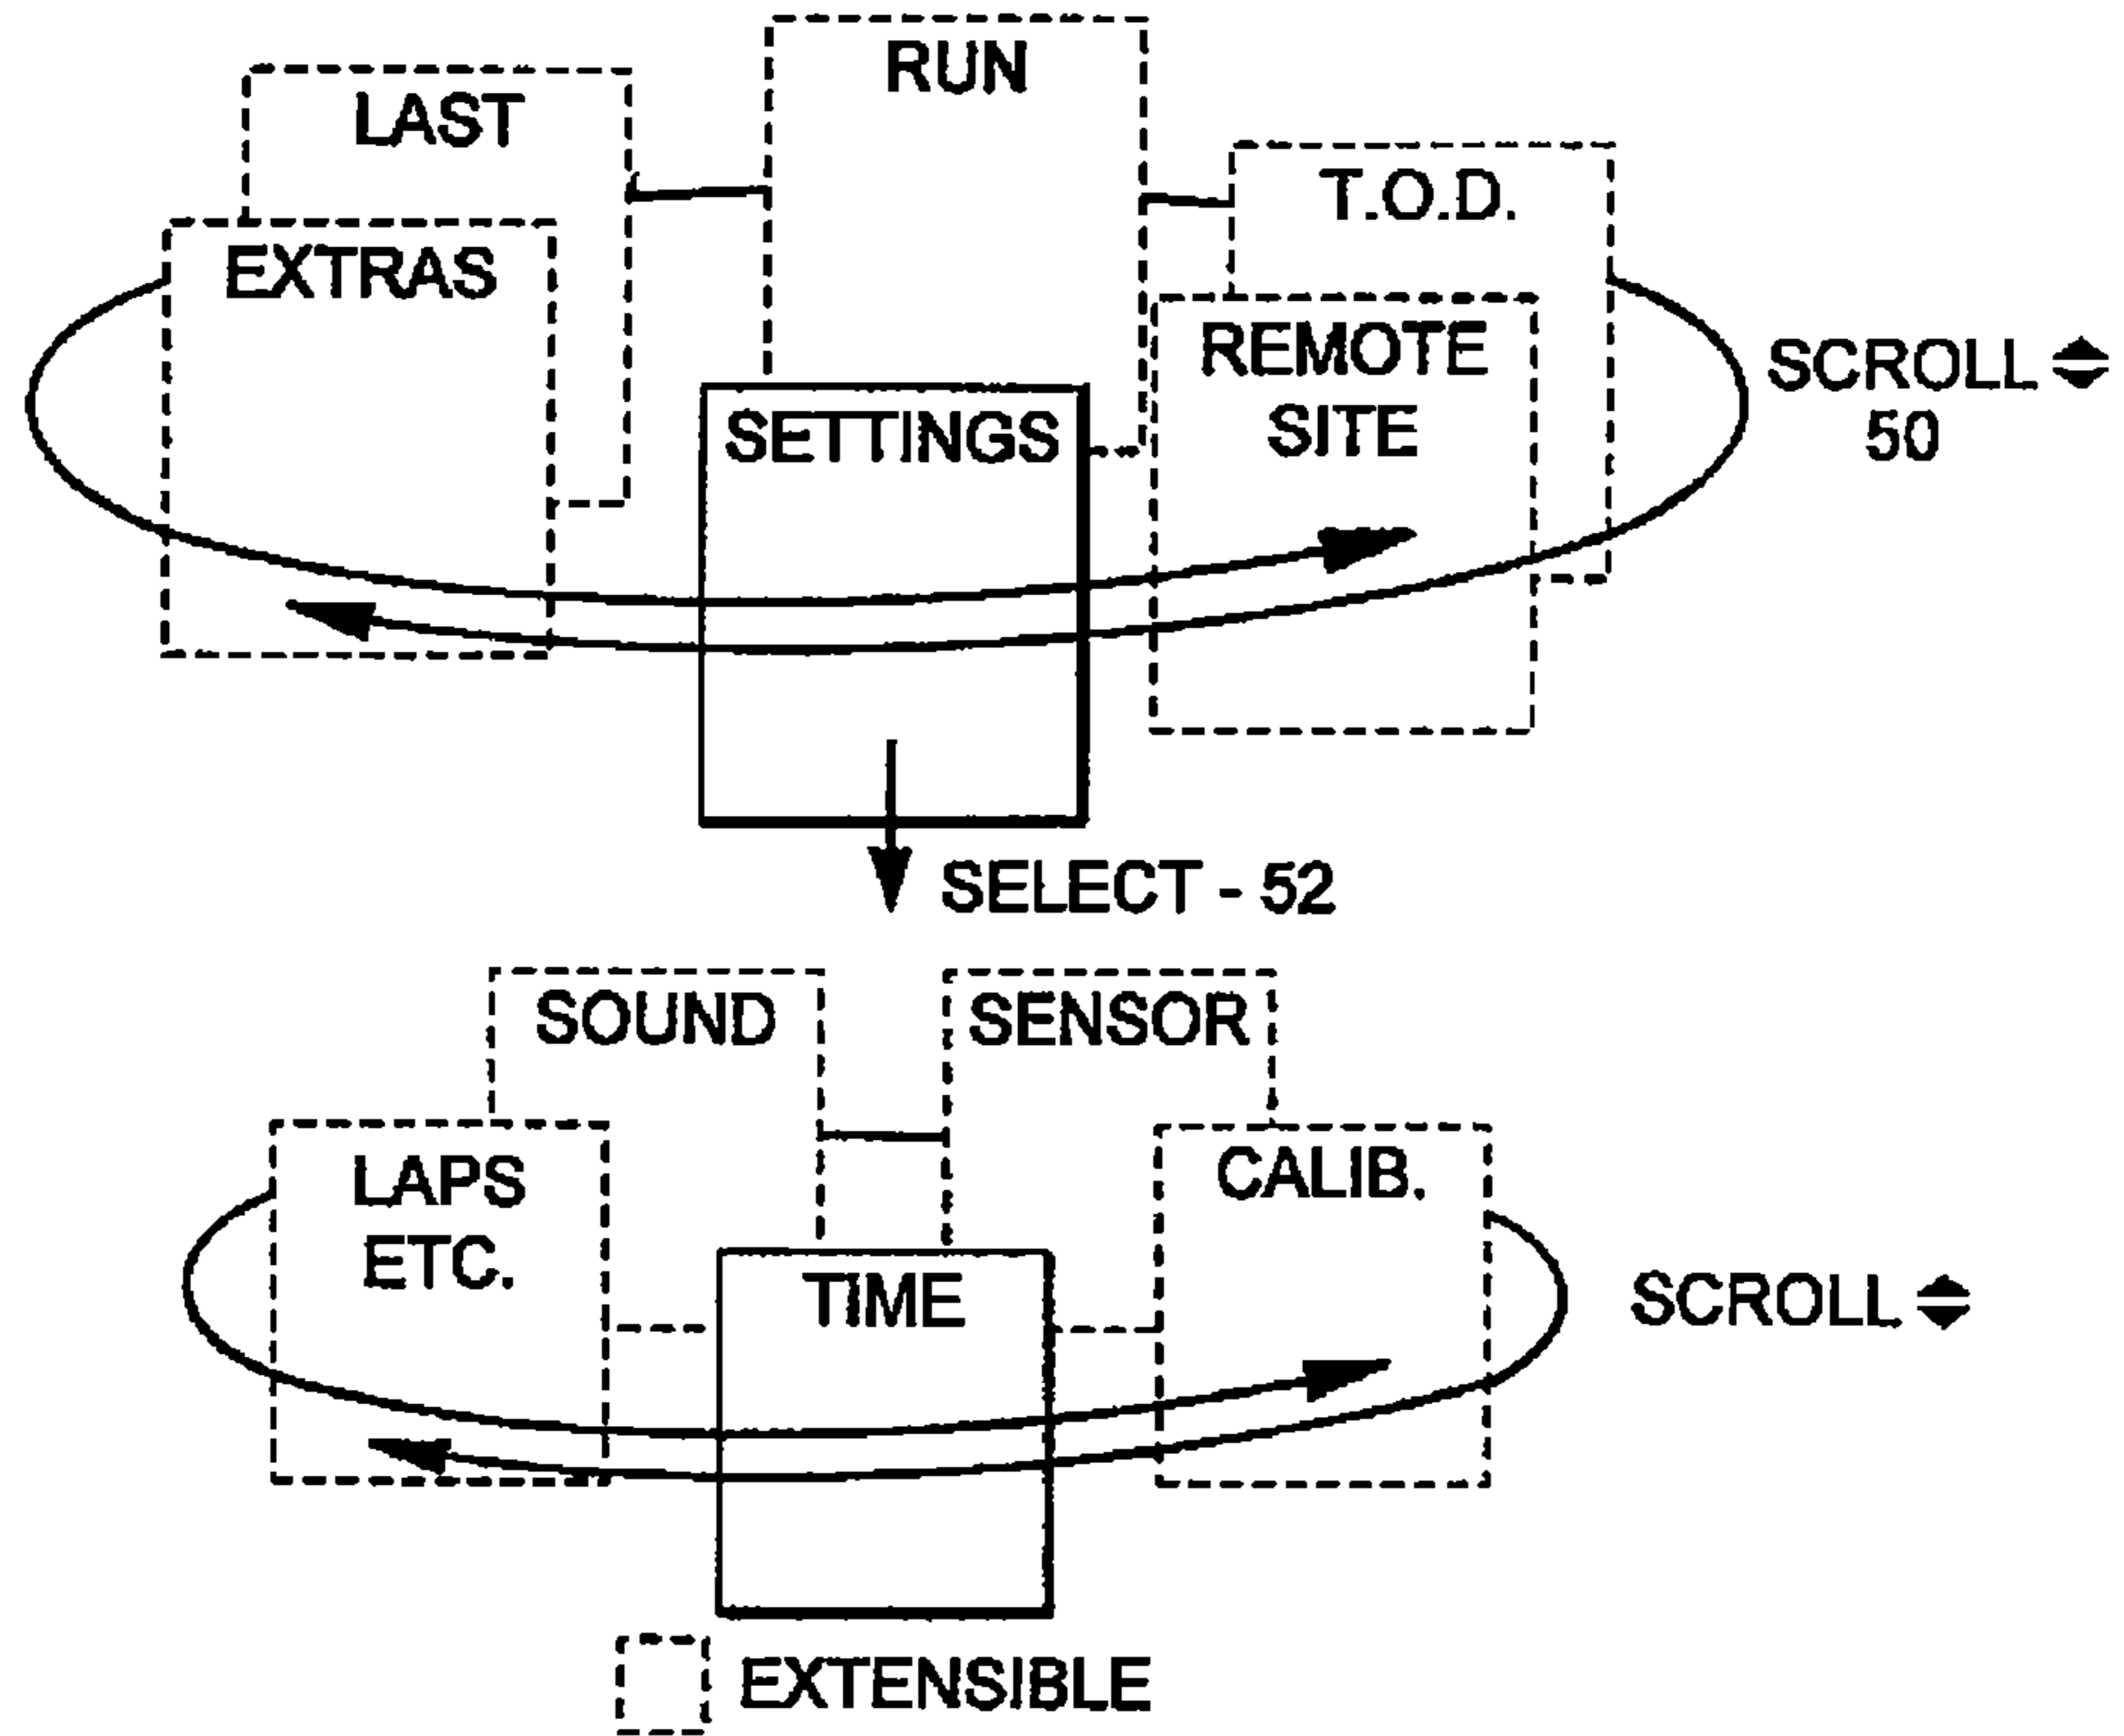 RUN
LAST
T.O.D.
EXTRAS
REMOTE
SITE
SCROLL
50
SETTINGS
SELECT - 52
SOUND
SENSOR
LAPS
ETC.
CALIB.
TIME
SCROLL
EXTENSIBLE